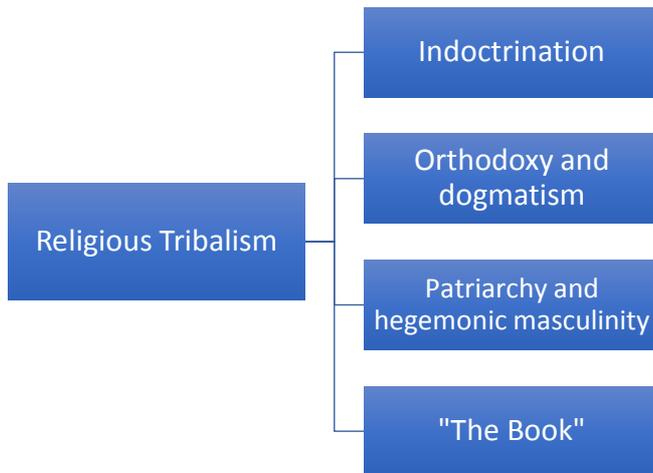 Indoctrination
Orthodoxy and
dogmatism
Religious Tribalism
Patriarchy and
hegemonic masculinity
"The Book"